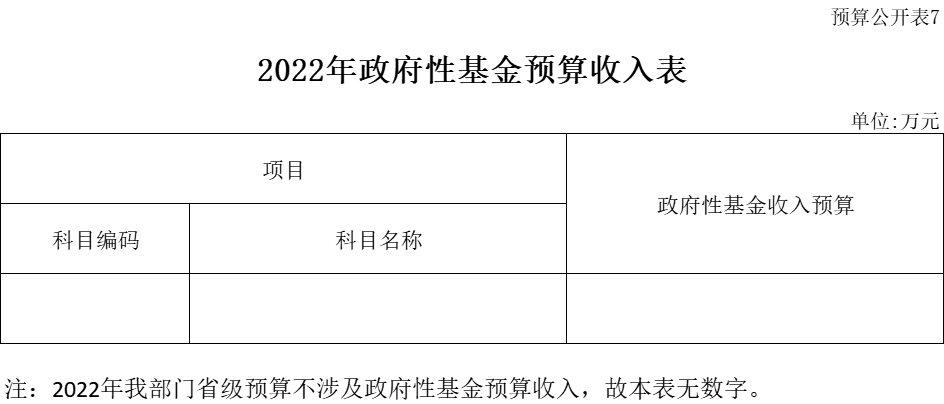 预算公开表7
2022年政府性基金预算收入表
单位:万元
项目
政府性基金收入预算
科目编码
科目名称
注：2022年我部门省级预算不涉及政府性基金预算收入，故本表无数字。